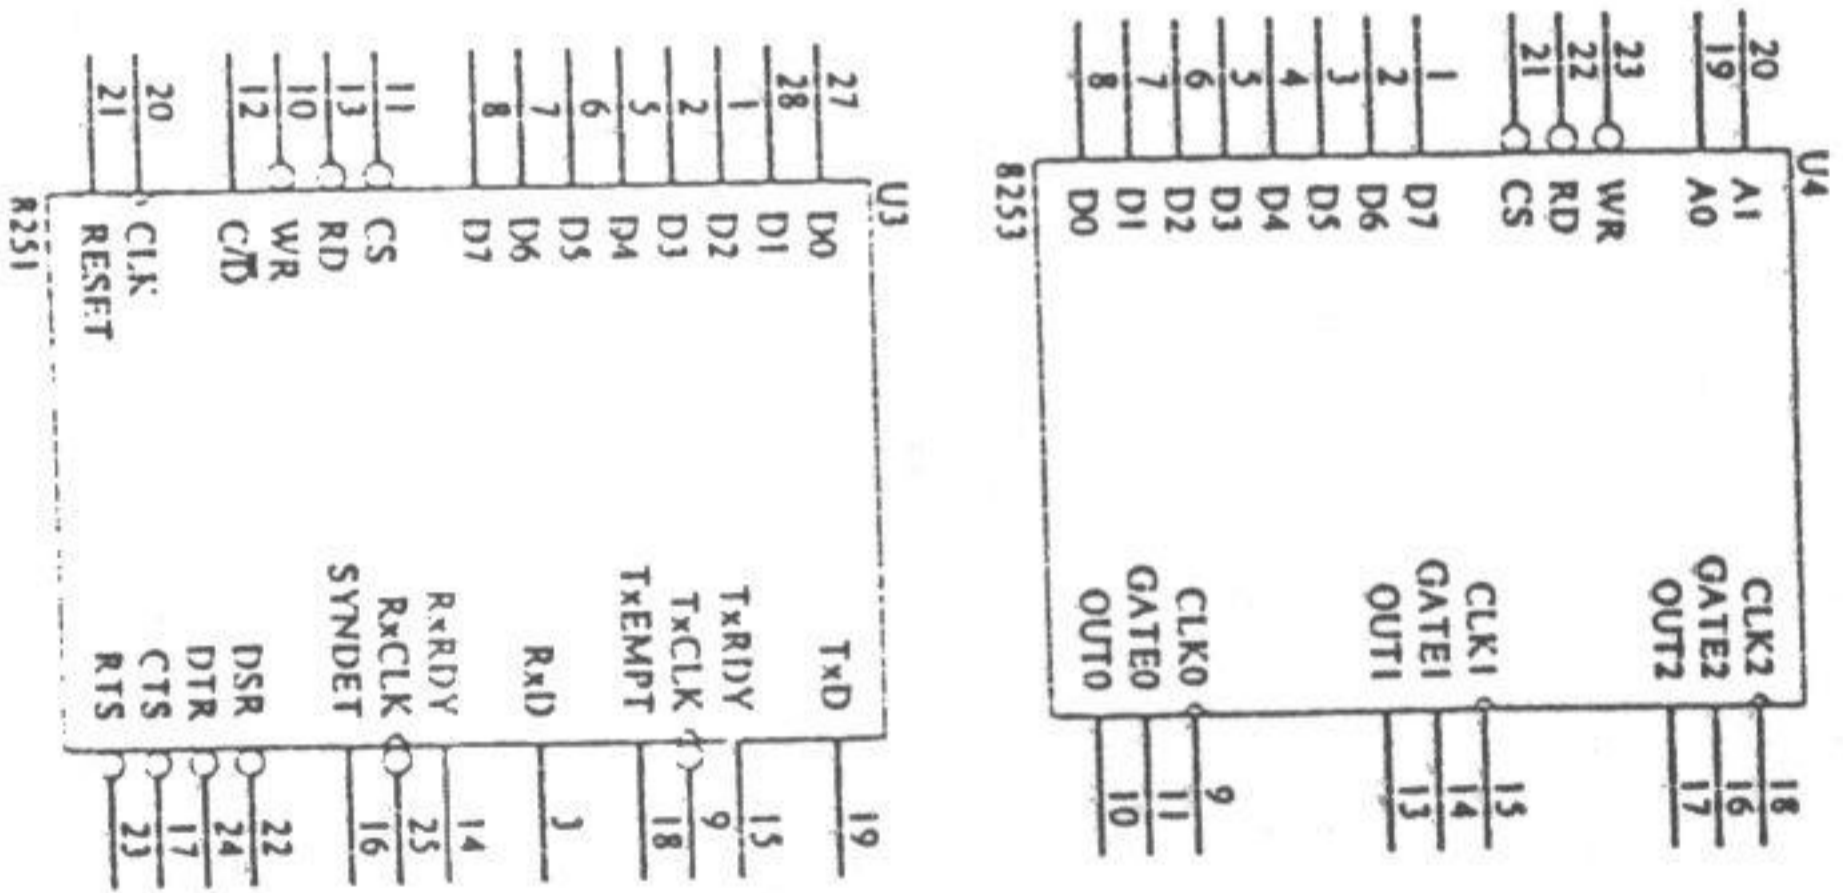 U4
20 A1 CLK2 18
19 A0 GATE2 16
OUT2 17
23 WR
22 RD
21 CS CLK1 15
1 D7 GATE1 14
2 D6 OUT1 13
3 D5
4 D4
5 D3
6 D2 CLK0 9
7 D1 GATE0 11
8 D0 OUT0 10
8253
U3
27 D0 TxD 19
28 D1
1 D2 TxRDY 15
2 D3 TxCLK 9
5 D4 TxEMPT 18
6 D5
7 D6 RxD 3
8 D7
RxRDY 14
11 CS RxCLK 25
13 RD SYNDET 16
10 WR DSR 22
12 C/D̅ DTR 24
20 CLK CTS 17
21 RESET RTS 23
8251